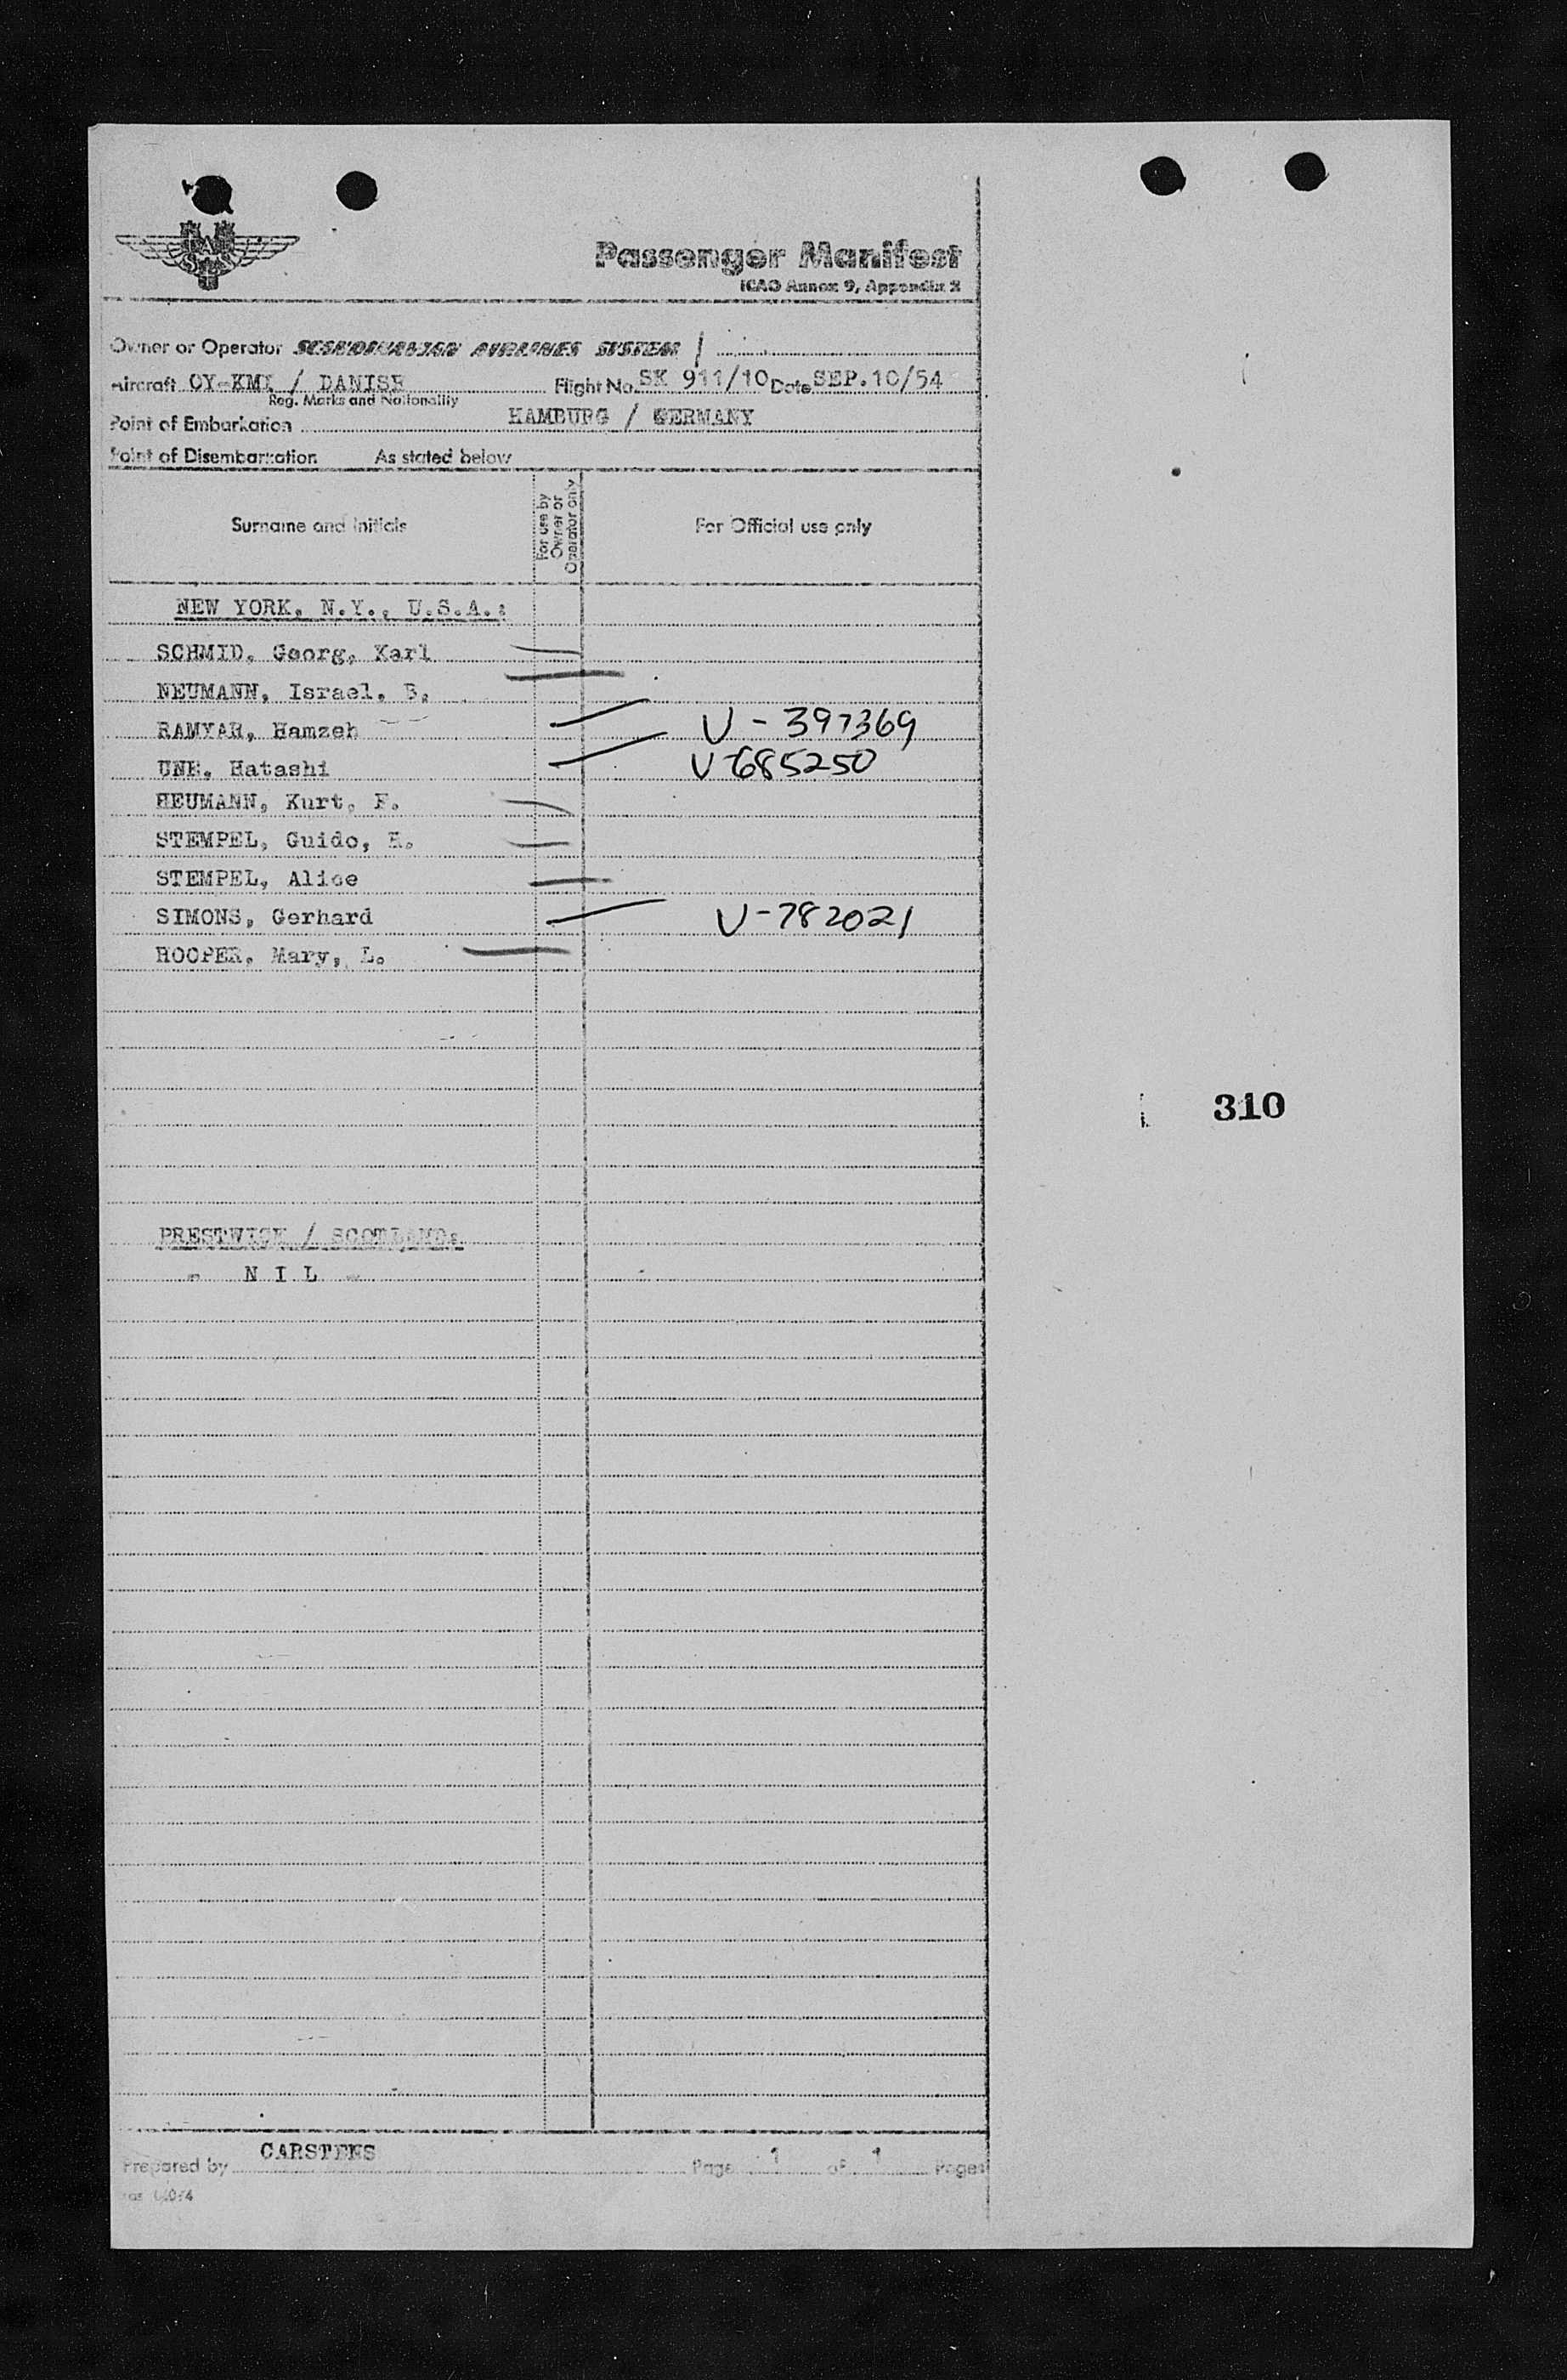 SAS
Passenger Manifest
ICAO Annex 9, Appendix
Owner or Operator SCANDINAVIAN AIRLINES SYSTEM /
Aircraft OY-KMI / DANISH Flight No. SK 911/10 Date SEP.10/54
Reg. Marks and Nationality
Point of Embarkation HAMBURG / GERMANY
Point of Disembarkation As stated below
Surname and Initials
For use by Owner or Operator only
For Official use only
NEW YORK, N.Y., U.S.A.:
SCHMID, Georg, Karl
NEUMANN, Israel, B.
RAMYAR, Hamzeh U-397369
UNE, Hatashi U-685250
HEUMANN, Kurt, F.
STEMPEL, Guido, H.
STEMPEL, Alice
SIMONS, Gerhard U-782021
HOOPER, Mary, L.
310
PRESTWICK / SCOTLAND:
- N I L -
Prepared by CARSTENS Page 1 of 1 Pages